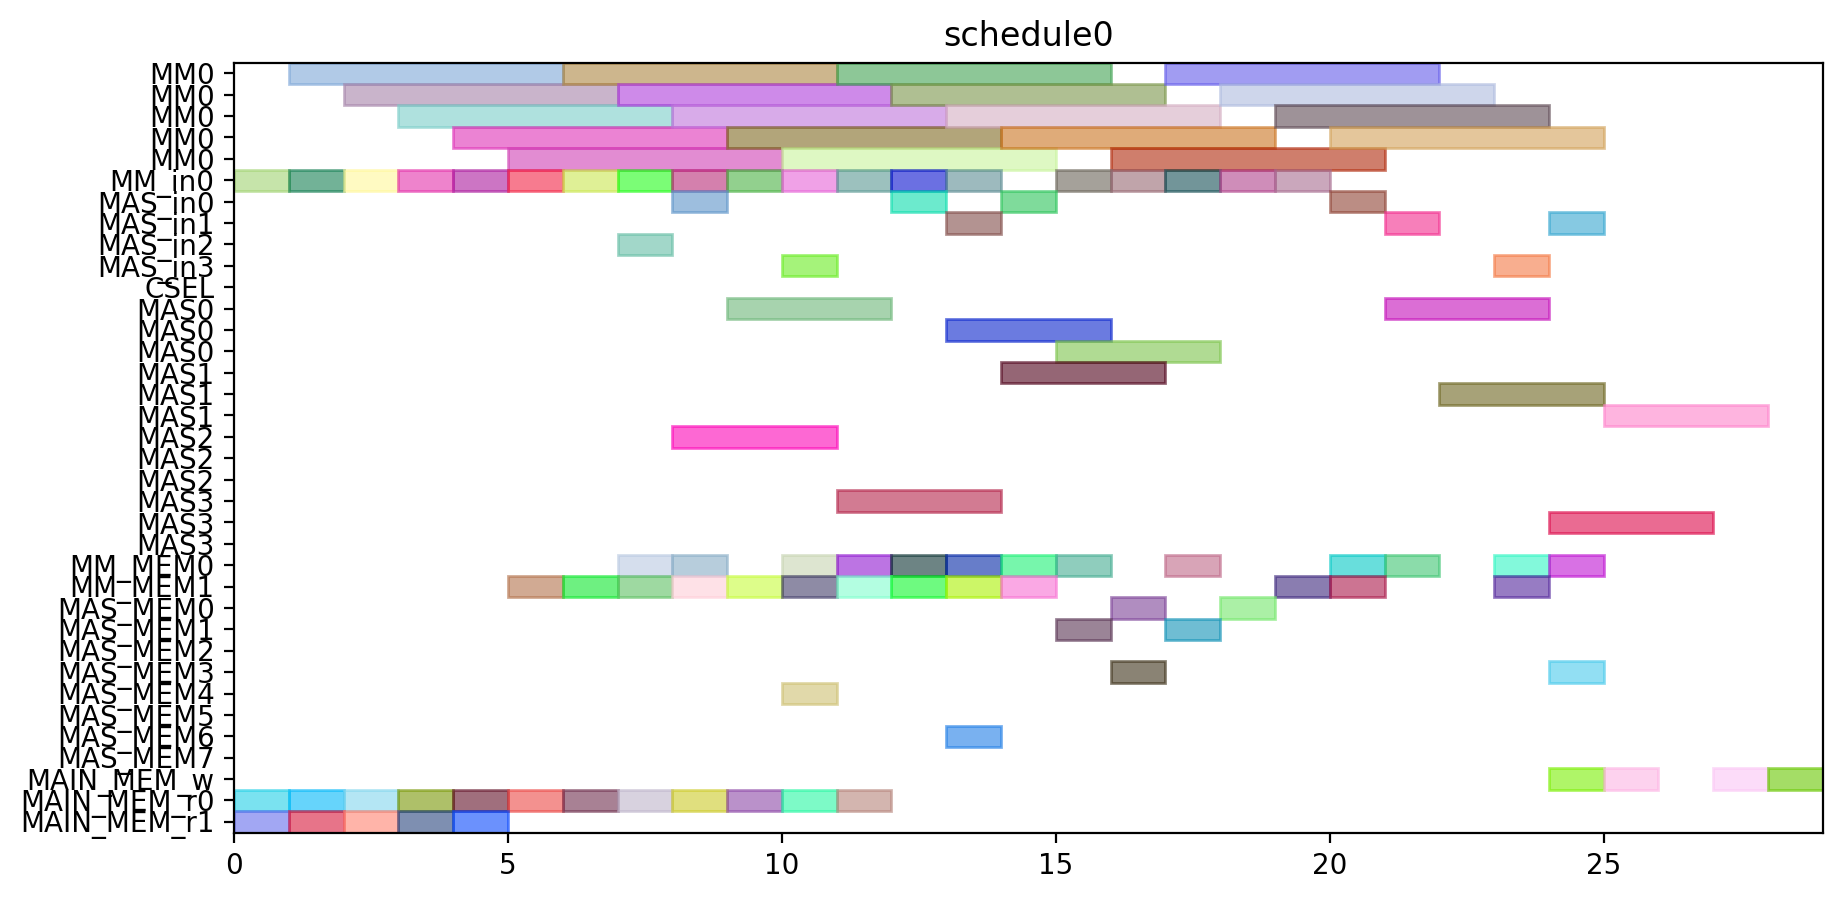 schedule0
MM0
MM0
MM0
MM0
MM0
MM_in0
MAS_in0
MAS_in1
MAS_in2
MAS_in3
CSEL
MAS0
MAS0
MAS0
MAS1
MAS1
MAS1
MAS2
MAS2
MAS2
MAS3
MAS3
MAS3
MM_MEM0
MM_MEM1
MAS_MEM0
MAS_MEM1
MAS_MEM2
MAS_MEM3
MAS_MEM4
MAS_MEM5
MAS_MEM6
MAS_MEM7
MAIN_MEM_w
MAIN_MEM_r0
MAIN_MEM_r1
0 5 10 15 20 25